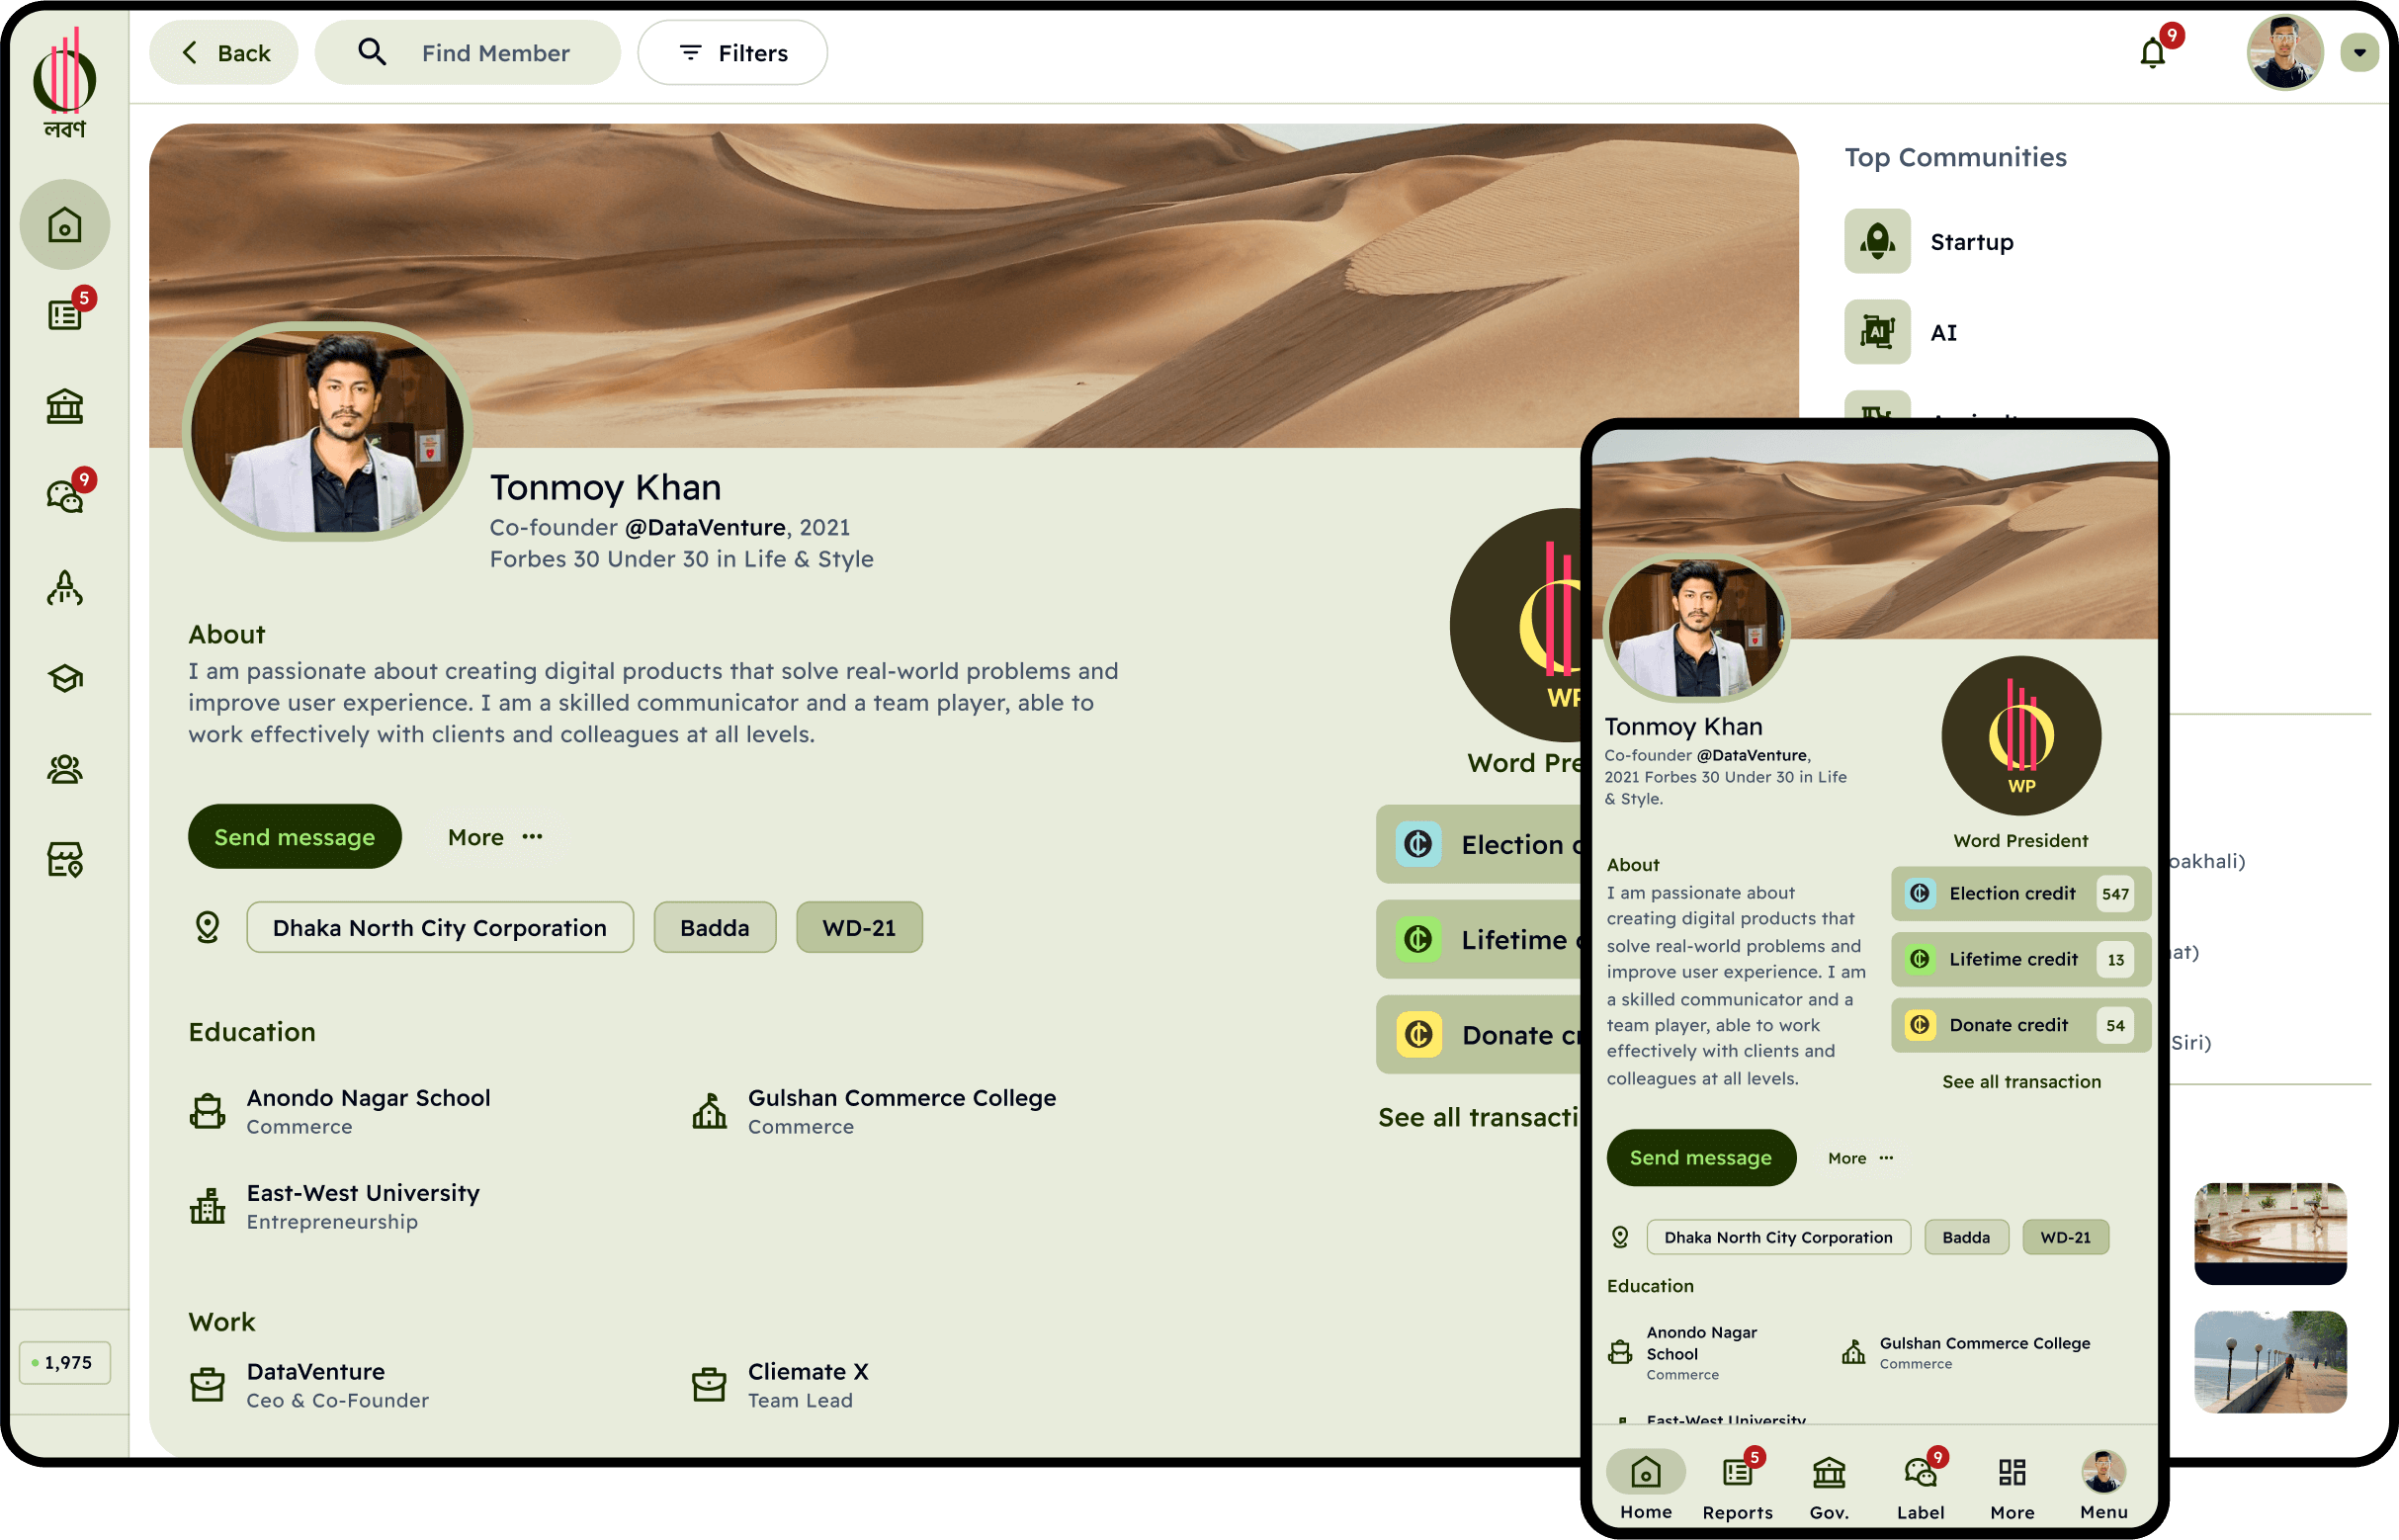 লবণ
Back
Find Member
Filters
9
5
9
1,975
Tonmoy Khan
Co-founder @DataVenture, 2021
Forbes 30 Under 30 in Life & Style
About
I am passionate about creating digital products that solve real-world problems and
improve user experience. I am a skilled communicator and a team player, able to
work effectively with clients and colleagues at all levels.
Send message
More
Dhaka North City Corporation
Badda
WD-21
Education
Anondo Nagar School
Commerce
Gulshan Commerce College
Commerce
East-West University
Entrepreneurship
Work
DataVenture
Ceo & Co-Founder
Cliemate X
Team Lead
Word
Election
Lifetime
Donate
See all
Top Communities
Startup
AI
AI
Tonmoy Khan
Co-founder @DataVenture,
2021 Forbes 30 Under 30 in Life
& Style.
WP
Word President
About
I am passionate about
creating digital products that
solve real-world problems and
improve user experience. I am
a skilled communicator and a
team player, able to work
effectively with clients and
colleagues at all levels.
Election credit 547
Lifetime credit 13
Donate credit 54
See all transaction
Send message
More
Dhaka North City Corporation
Badda
WD-21
Education
Anondo Nagar
School
Commerce
Gulshan Commerce College
Commerce
East-West University
5
9
Home
Reports
Gov.
Label
More
Menu